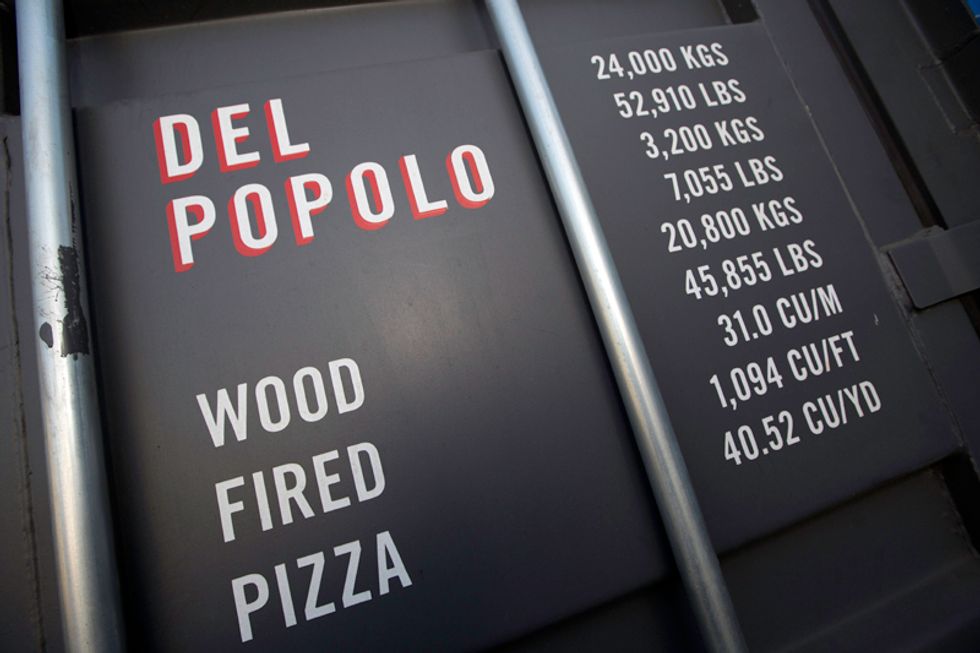 DEL
POPOLO
WOOD
FIRED
PIZZA
24,000 KGS
52,910 LBS
3,200 KGS
7,055 LBS
20,800 KGS
45,855 LBS
31.0 CU/M
1,094 CU/FT
40.52 CU/YD